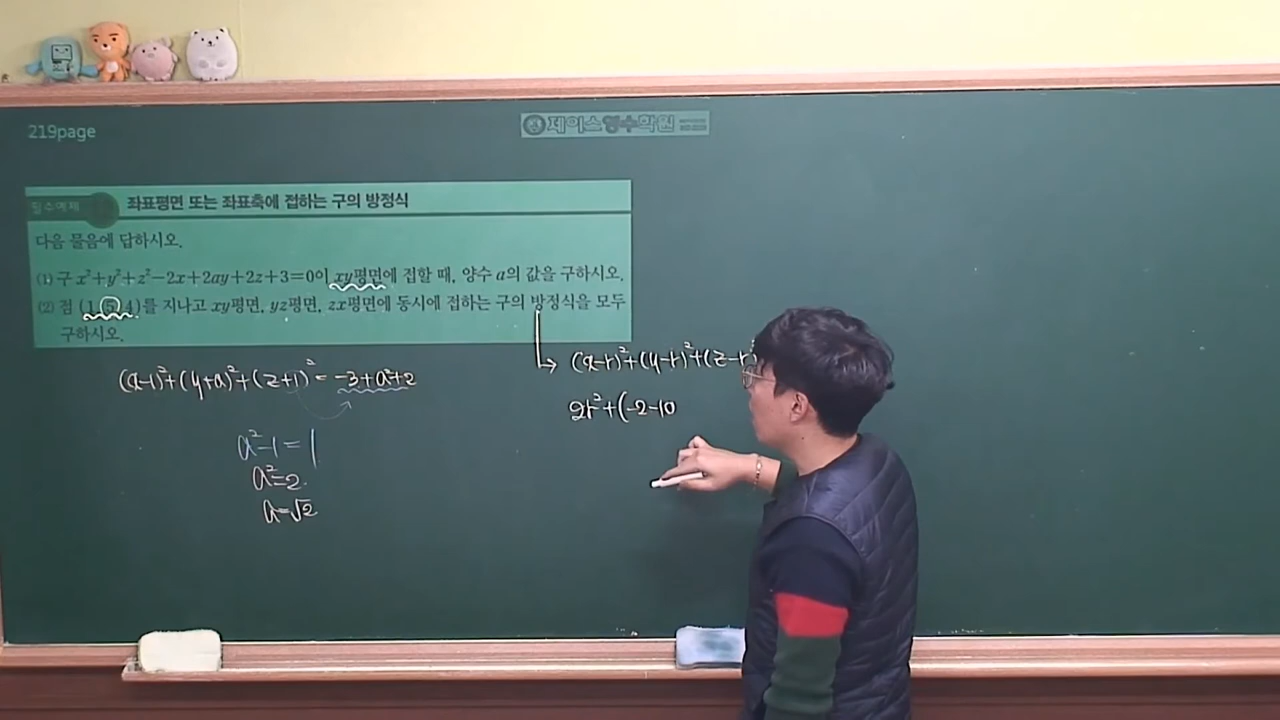 219page
제이스영수학원
필수예제 좌표평면 또는 좌표축에 접하는 구의 방정식
다음 물음에 답하시오.
(1) 구 x²+y²+z²−2x+2ay+2z+3=0이 xy평면에 접할 때, 양수 a의 값을 구하시오.
(2) 점 (1, 5, 4)를 지나고 xy평면, yz평면, zx평면에 동시에 접하는 구의 방정식을 모두
구하시오.
(x-1)²+(y+a)²+(z+1)²=-3+a²+2
a²-1=1
a²=2.
a=√2
(x-r)²+(y-r)²+(z-r)²
2r²+(-2-10